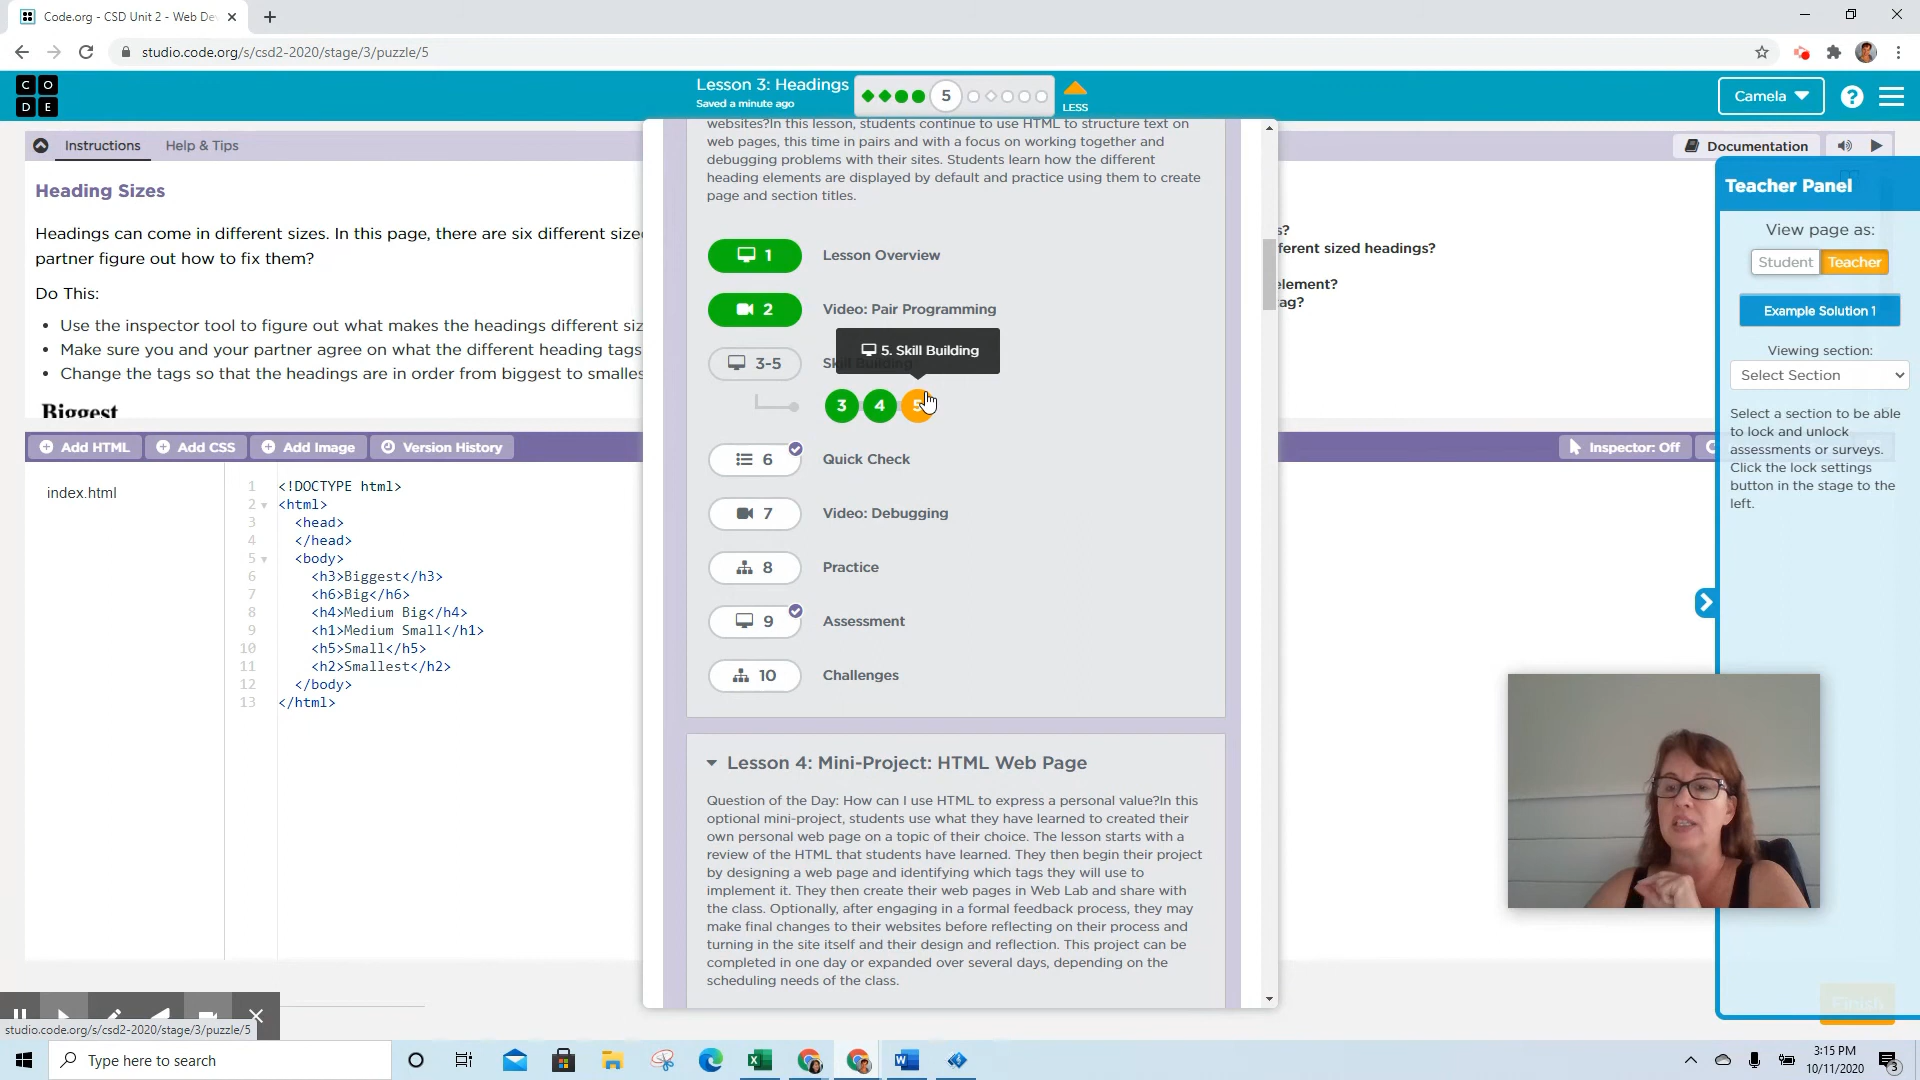 Code.org - CSD Unit 2 - Web De
studio.code.org/s/csd2-2020/stage/3/puzzle/5
C O
D E
Lesson 3: Headings
Saved a minute ago
5
LESS
Camela
Instructions
Help & Tips
Documentation
Heading Sizes
Headings can come in different sizes. In this page, there are six different size
partner figure out how to fix them?
Do This:
Use the inspector tool to figure out what makes the headings different siz
Make sure you and your partner agree on what the different heading tags
Change the tags so that the headings are in order from biggest to smalles
Biggest
Add HTML
Add CSS
Add Image
Version History
Inspector: Off
index.html
1 <!DOCTYPE html>
2 <html>
3 <head>
4 </head>
5 <body>
6 <h3>Biggest</h3>
7 <h6>Big</h6>
8 <h4>Medium Big</h4>
9 <h1>Medium Small</h1>
10 <h5>Small</h5>
11 <h2>Smallest</h2>
12 </body>
13 </html>
websites?In this lesson, students continue to use HTML to structure text on
web pages, this time in pairs and with a focus on working together and
debugging problems with their sites. Students learn how the different
heading elements are displayed by default and practice using them to create
page and section titles.
1 Lesson Overview
2 Video: Pair Programming
5. Skill Building
3-5
3 4 5
6 Quick Check
7 Video: Debugging
8 Practice
9 Assessment
10 Challenges
Lesson 4: Mini-Project: HTML Web Page
Question of the Day: How can I use HTML to express a personal value?In this
optional mini-project, students use what they have learned to created their
own personal web page on a topic of their choice. The lesson starts with a
review of the HTML that students have learned. They then begin their project
by designing a web page and identifying which tags they will use to
implement it. They then create their web pages in Web Lab and share with
the class. Optionally, after engaging in a formal feedback process, they may
make final changes to their websites before reflecting on their process and
turning in the site itself and their design and reflection. This project can be
completed in one day or expanded over several days, depending on the
scheduling needs of the class.
s?
ferent sized headings?
element?
ag?
Teacher Panel
View page as:
Student Teacher
Example Solution 1
Viewing section:
Select Section
Select a section to be able
to lock and unlock
assessments or surveys.
Click the lock settings
button in the stage to the
left.
Finish
studio.code.org/s/csd2-2020/stage/3/puzzle/5
Type here to search
3:15 PM
10/11/2020
3